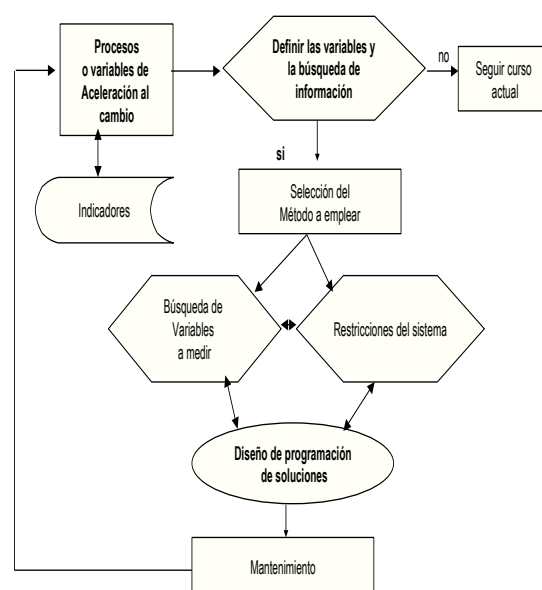 Procesos
o variables de
Aceleración al
cambio
Definir las variables y
la búsqueda de
información
no
Seguir curso
actual
Indicadores
si
Selección del
Método a emplear
Búsqueda de
Variables
a medir
Restricciones del sistema
Diseño de programación
de soluciones
Mantenimiento